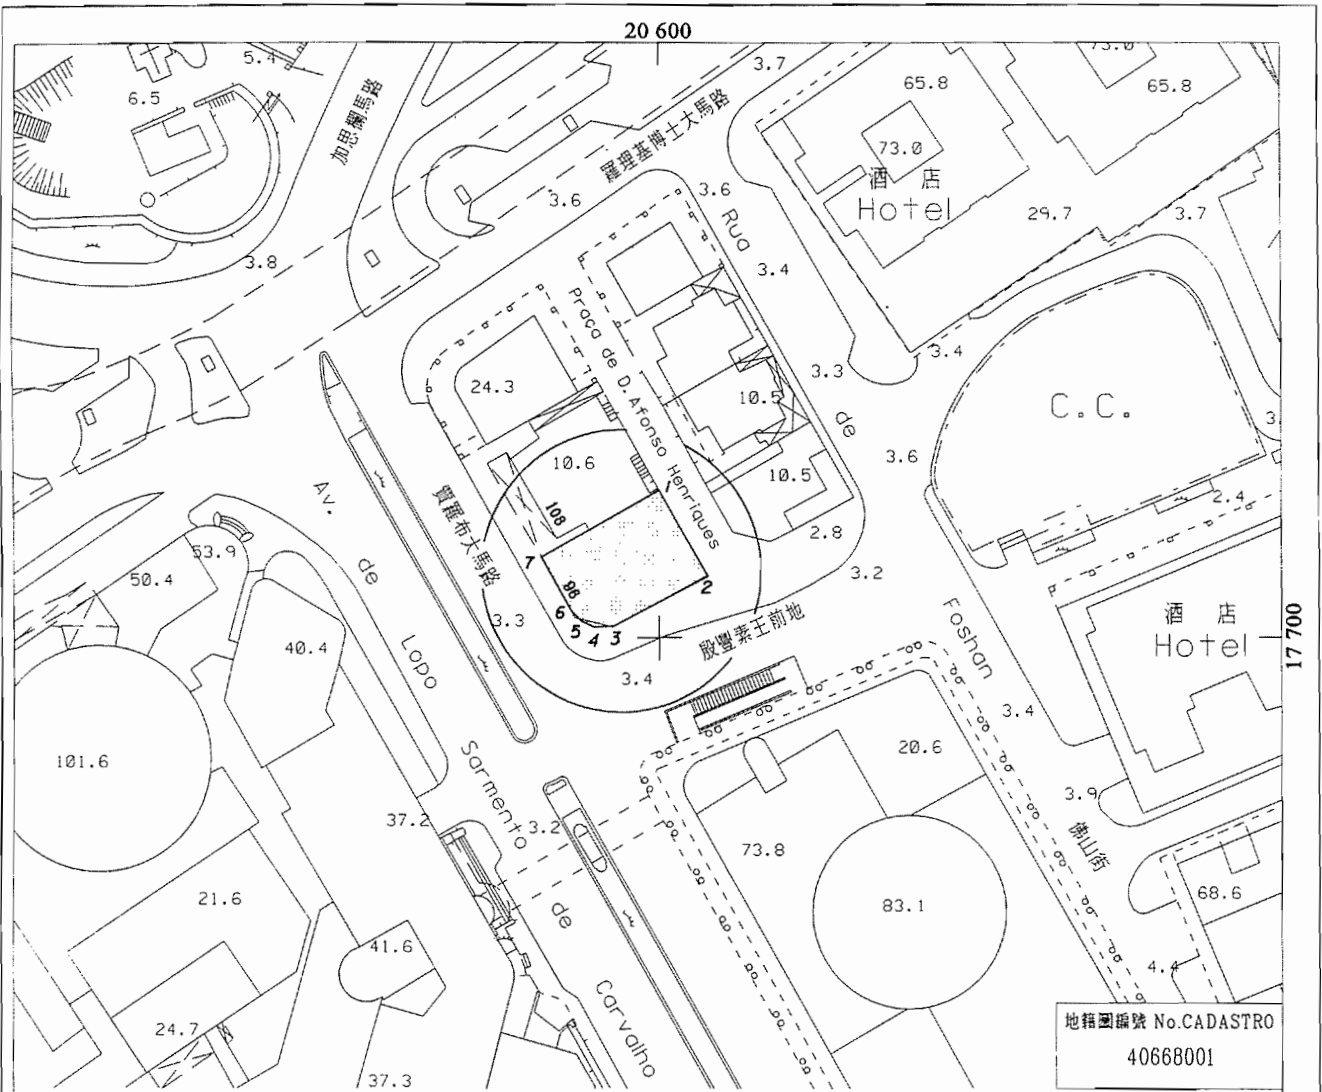 20 600
5.4
3.7
73.0
65.8
65.8
6.5
加思欄馬路
羅理基博士大馬路
73.0
酒 店
Hotel
3.6
3.6
29.7
3.7
Rua
3.8
3.4
Praça de D. Afonso Henriques
3.4
3.3
24.3
10.5
C.C.
de
3
3.6
10.6
10.5
Av.
2.4
賈羅布大馬路
108
1
2.8
53.9
7
50.4
de
3.2
96
2
酒 店
Hotel
6
3.3
5
4
3
殷豐素王前地
Foshan
17 700
40.4
Lopo
3.4
3.4
101.6
Sarmento
20.6
3.9
37.2
3.2
73.8
佛山街
21.6
68.6
de
83.1
41.6
4.4
Carvalho
24.7
地籍圖編號 No.CADASTRO
40668001
37.3